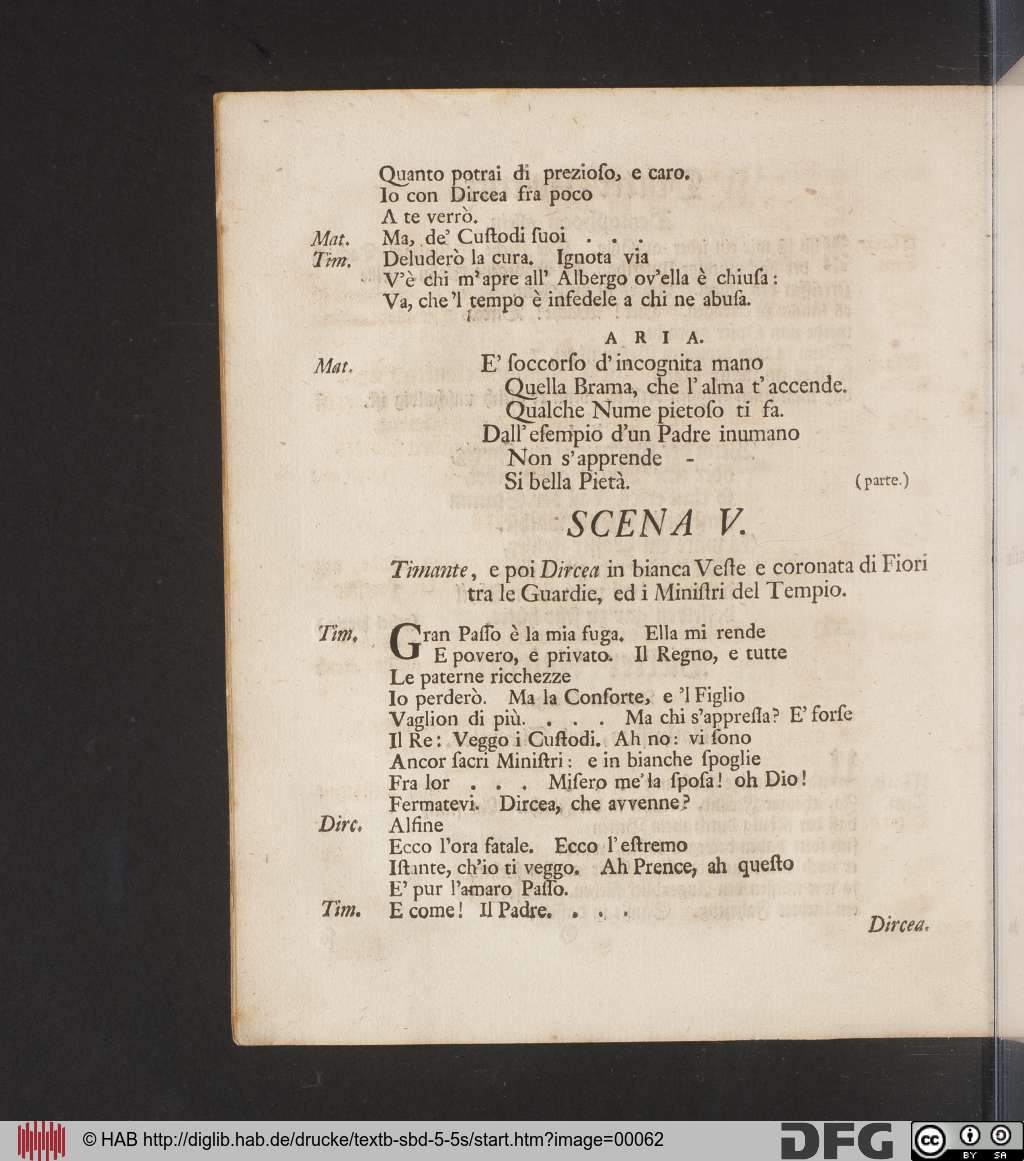 Quanto potrai di prezioſo, e caro.
Io con Dircea fra poco
A te verrò.
Mat. Ma, de' Cuſtodi ſuoi . . .
Tim. Deluderò la cura. Ignota via
V'è chi m'apre all' Albergo ov'ella è chiuſa:
Va, che 'l tempo è infedele a chi ne abuſa.
A R I A.
Mat. E' ſoccorſo d'incognita mano
Quella Brama, che l'alma t'accende.
Qualche Nume pietoſo ti fa.
Dall' eſempio d'un Padre inumano
Non s'apprende -
Si bella Pietà. (parte.)
SCENA V.
Timante, e poi Dircea in bianca Veſte e coronata di Fiori
tra le Guardie, ed i Miniſtri del Tempio.
Tim. Gran Paſſo è la mia fuga. Ella mi rende
E povero, e privato. Il Regno, e tutte
Le paterne ricchezze
Io perderò. Ma la Conſorte, e 'l Figlio
Vaglion di più. . . . Ma chi s'appreſſa? E' forſe
Il Re: Veggo i Cuſtodi. Ah no: vi ſono
Ancor ſacri Miniſtri: e in bianche ſpoglie
Fra lor . . . Miſero me' la ſpoſa! oh Dio!
Fermatevi. Dircea, che avvenne?
Dirc. Alfine
Ecco l'ora fatale. Ecco l'eſtremo
Iſtante, ch'io ti veggo. Ah Prence, ah queſto
E' pur l'amaro Paſſo.
Tim. E come! Il Padre. . . .
Dircea.
© HAB http://diglib.hab.de/drucke/textb-sbd-5-5s/start.htm?image=00062
DFG
cc BY SA